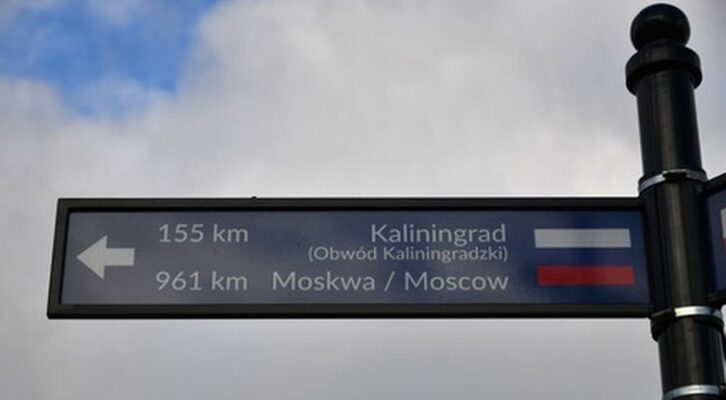 155 km Kaliningrad
(Obwód Kaliningradzki)
961 km Moskwa / Moscow